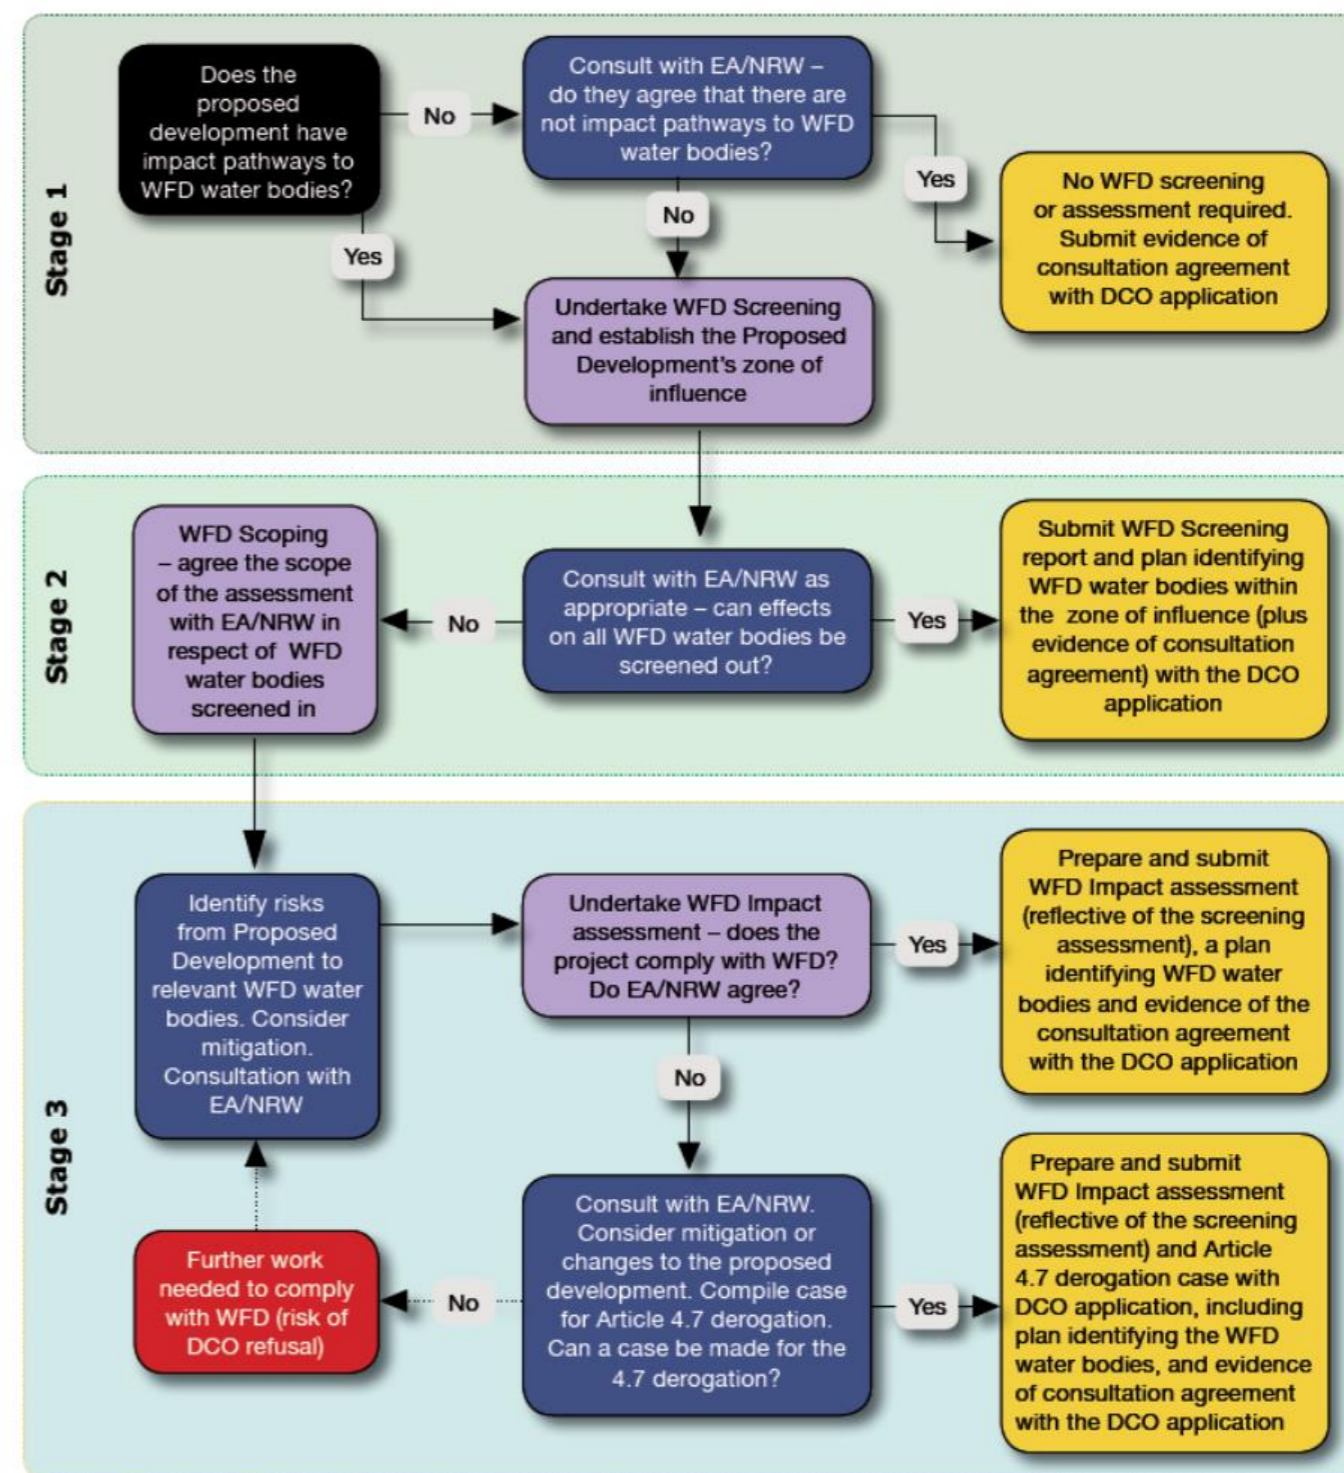 Stage 1
Does the
proposed
development have
impact pathways to
WFD water bodies?
No
Consult with EA/NRW –
do they agree that there are
not impact pathways to WFD
water bodies?
Yes
No WFD screening
or assessment required.
Submit evidence of
consultation agreement
with DCO application
No
Yes
Undertake WFD Screening
and establish the Proposed
Development's zone of
influence
Stage 2
WFD Scoping
– agree the scope
of the assessment
with EA/NRW in
respect of WFD
water bodies
screened in
No
Consult with EA/NRW as
appropriate – can effects
on all WFD water bodies be
screened out?
Yes
Submit WFD Screening
report and plan identifying
WFD water bodies within
the zone of influence (plus
evidence of consultation
agreement) with the DCO
application
Stage 3
Identify risks
from Proposed
Development to
relevant WFD water
bodies. Consider
mitigation.
Consultation with
EA/NRW
Undertake WFD Impact
assessment – does the
project comply with WFD?
Do EA/NRW agree?
Yes
Prepare and submit
WFD Impact assessment
(reflective of the screening
assessment), a plan
identifying WFD water
bodies and evidence of the
consultation agreement
with the DCO application
No
Further work
needed to comply
with WFD (risk of
DCO refusal)
No
Consult with EA/NRW.
Consider mitigation or
changes to the proposed
development. Compile case
for Article 4.7 derogation.
Can a case be made for the
4.7 derogation?
Yes
Prepare and submit
WFD Impact assessment
(reflective of the screening
assessment) and Article
4.7 derogation case with
DCO application, including
plan identifying the WFD
water bodies, and evidence
of consultation agreement
with the DCO application